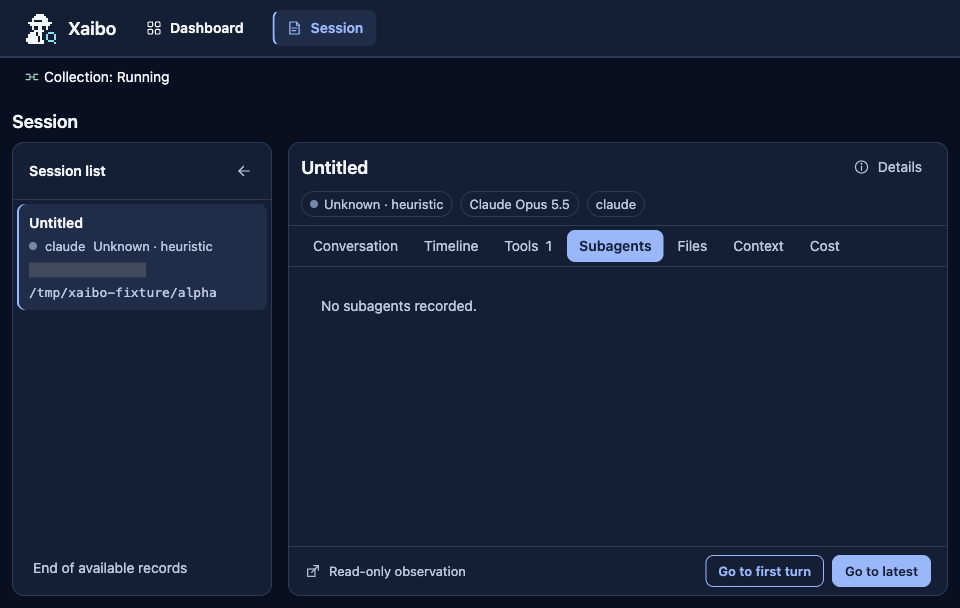 Xaibo
Dashboard
Session
Collection: Running
Session
Session list
Untitled
claude Unknown · heuristic
/tmp/xaibo-fixture/alpha
End of available records
Untitled
Details
Unknown · heuristic
Claude Opus 5.5
claude
Conversation
Timeline
Tools 1
Subagents
Files
Context
Cost
No subagents recorded.
Read-only observation
Go to first turn
Go to latest